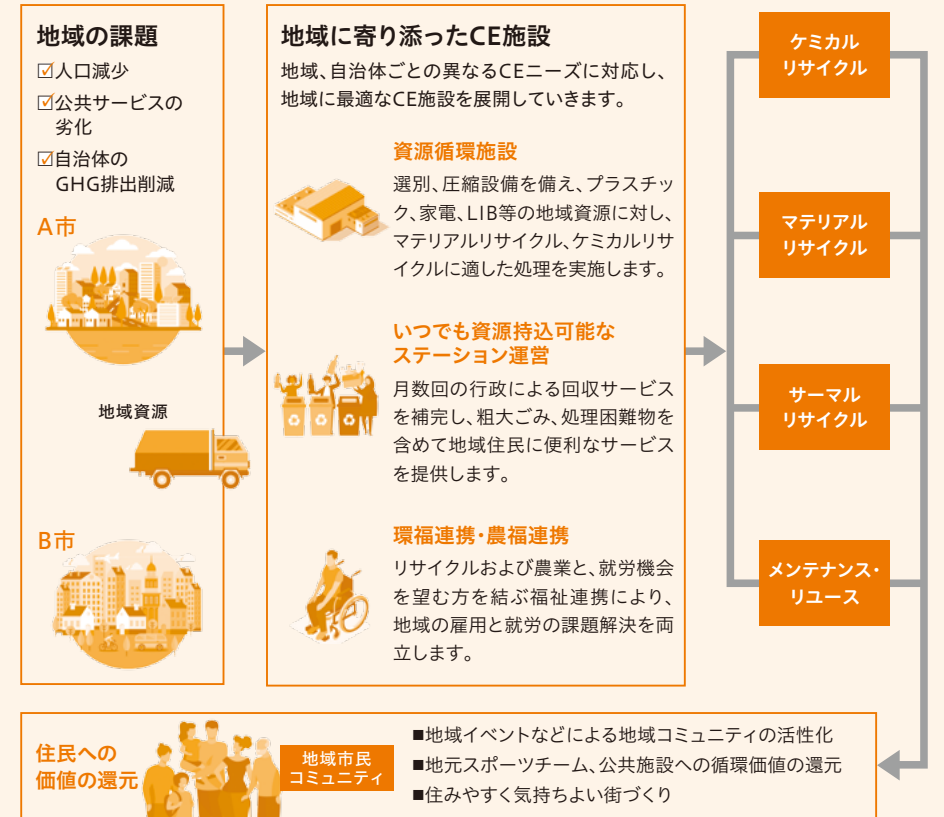 地域の課題
☑人口減少
☑公共サービスの
劣化
☑自治体の
GHG排出削減
A市
地域資源
B市
地域に寄り添ったCE施設
地域、自治体ごとの異なるCEニーズに対応し、
地域に最適なCE施設を展開していきます。
資源循環施設
選別、圧縮設備を備え、プラスチッ
ク、家電、LIB等の地域資源に対し、
マテリアルリサイクル、ケミカルリサ
イクルに適した処理を実施します。
いつでも資源持込可能な
ステーション運営
月数回の行政による回収サービス
を補完し、粗大ごみ、処理困難物を
含めて地域住民に便利なサービス
を提供します。
環福連携・農福連携
リサイクルおよび農業と、就労機会
を望む方を結ぶ福祉連携により、
地域の雇用と就労の課題解決を両
立します。
ケミカル
リサイクル
マテリアル
リサイクル
サーマル
リサイクル
メンテナンス・
リユース
住民への
価値の還元
地域市民
コミュニティ
■地域イベントなどによる地域コミュニティの活性化
■地元スポーツチーム、公共施設への循環価値の還元
■住みやすく気持ちよい街づくり